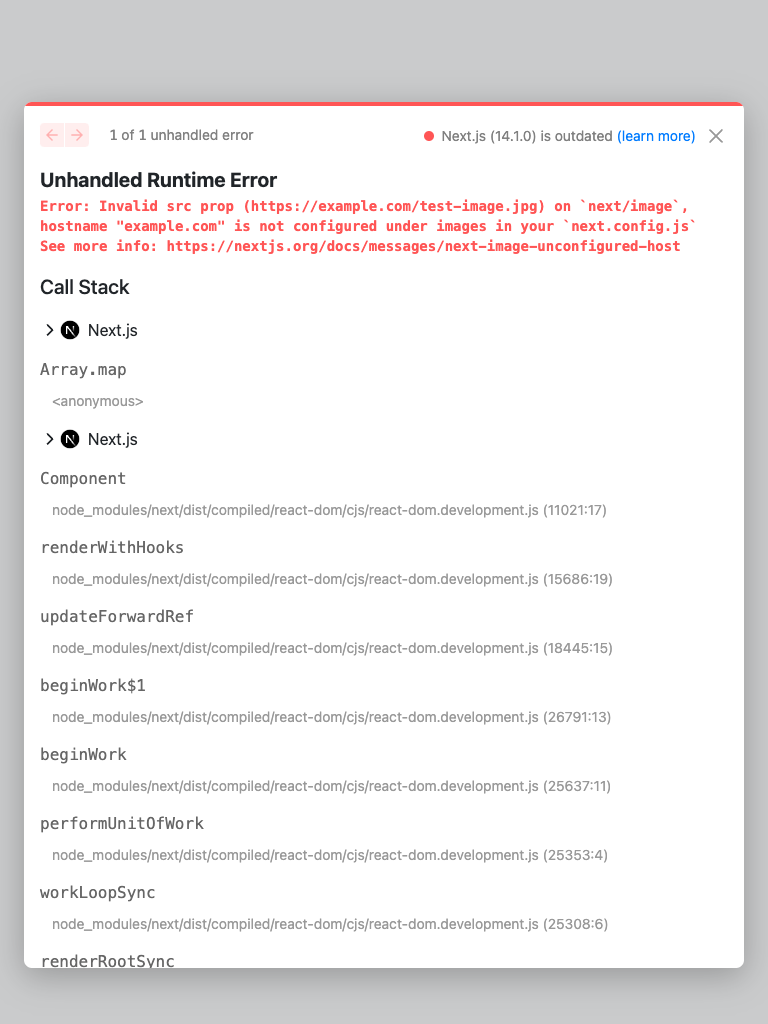 1 of 1 unhandled error
Next.js (14.1.0) is outdated (learn more)
Unhandled Runtime Error
Error: Invalid src prop (https://example.com/test-image.jpg) on `next/image`,
hostname "example.com" is not configured under images in your `next.config.js`
See more info: https://nextjs.org/docs/messages/next-image-unconfigured-host
Call Stack
N Next.js
Array.map
<anonymous>
N Next.js
Component
node_modules/next/dist/compiled/react-dom/cjs/react-dom.development.js (11021:17)
renderWithHooks
node_modules/next/dist/compiled/react-dom/cjs/react-dom.development.js (15686:19)
updateForwardRef
node_modules/next/dist/compiled/react-dom/cjs/react-dom.development.js (18445:15)
beginWork$1
node_modules/next/dist/compiled/react-dom/cjs/react-dom.development.js (26791:13)
beginWork
node_modules/next/dist/compiled/react-dom/cjs/react-dom.development.js (25637:11)
performUnitOfWork
node_modules/next/dist/compiled/react-dom/cjs/react-dom.development.js (25353:4)
workLoopSync
node_modules/next/dist/compiled/react-dom/cjs/react-dom.development.js (25308:6)
renderRootSync